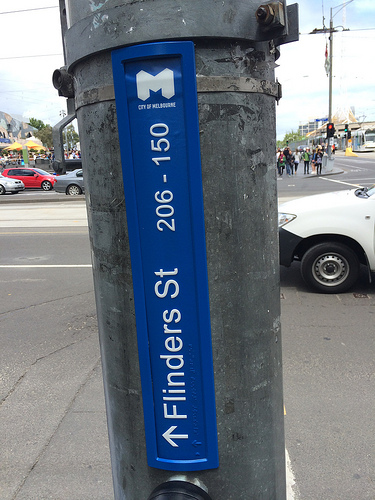 M
CITY OF MELBOURNE
206 - 150
↑ Flinders St